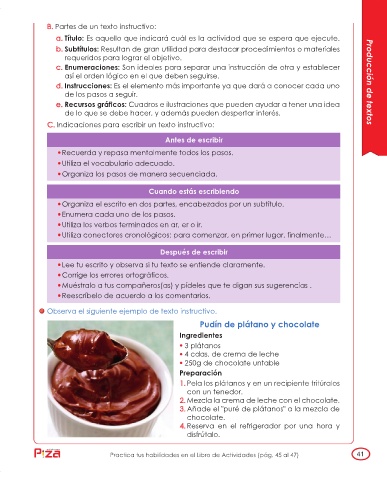 B. Partes de un texto instructivo:
a. Título: Es aquello que indicará cuál es la actividad que se espera que ejecute.
b. Subtítulos: Resultan de gran utilidad para destacar procedimientos o materiales
requeridos para lograr el objetivo.
c. Enumeraciones: Son ideales para separar una instrucción de otra y establecer
así el orden lógico en el que deben seguirse.
d. Instrucciones: Es el elemento más importante ya que dará a conocer cada uno
de los pasos a seguir.
e. Recursos gráficos: Cuadros e ilustraciones que pueden ayudar a tener una idea
de lo que se debe hacer, y además pueden despertar interés.
C. Indicaciones para escribir un texto instructivo:
Antes de escribir
•Recuerda y repasa mentalmente todos los pasos.
•Utiliza el vocabulario adecuado.
•Organiza los pasos de manera secuenciada.
Cuando estás escribiendo
•Organiza el escrito en dos partes, encabezados por un subtítulo.
•Enumera cada uno de los pasos.
•Utiliza los verbos terminados en ar, er o ir.
•Utiliza conectores cronológicos: para comenzar, en primer lugar, finalmente...
Después de escribir
•Lee tu escrito y observa si tu texto se entiende claramente.
•Corrige los errores ortográficos.
•Muéstralo a tus compañeros(as) y pídeles que te digan sus sugerencias .
•Reescríbelo de acuerdo a los comentarios.
Observa el siguiente ejemplo de texto instructivo.
Pudín de plátano y chocolate
Ingredientes
• 3 plátanos
• 4 cdas. de crema de leche
• 250g de chocolate untable
Preparación
1. Pela los plátanos y en un recipiente tritúralos
con un tenedor.
2. Mezcla la crema de leche con el chocolate.
3. Añade el "puré de plátanos" a la mezcla de
chocolate.
4. Reserva en el refrigerador por una hora y
disfrútalo.
Producción de textos
Piza
Practica tus habilidades en el Libro de Actividades (pág. 45 al 47)
41